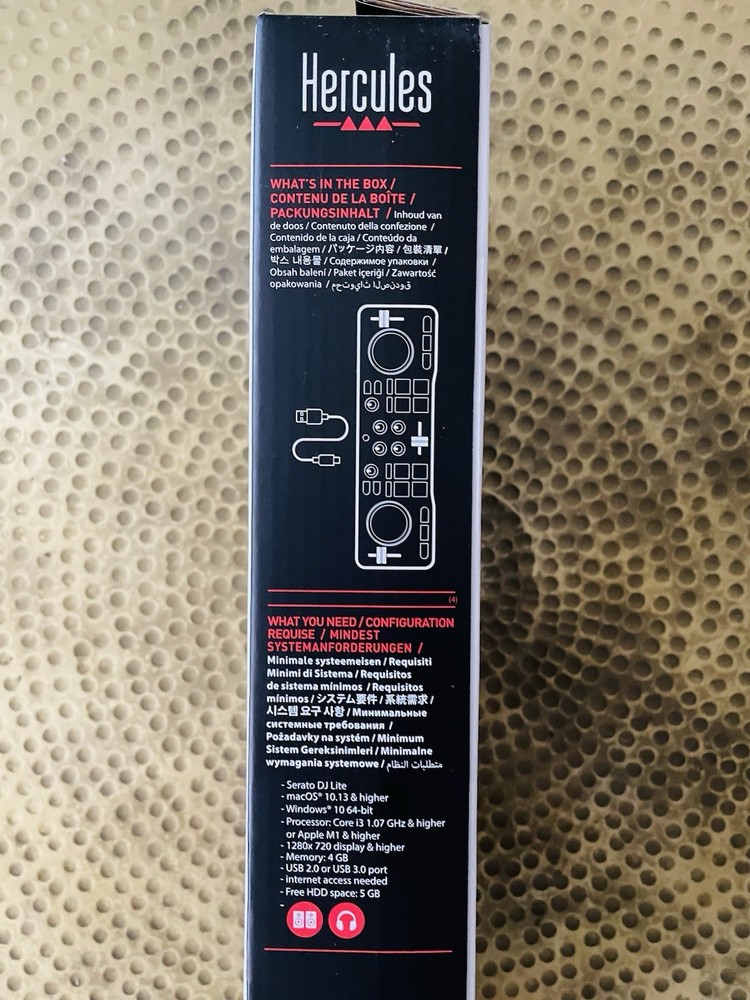 Hercules
WHAT'S IN THE BOX /
CONTENU DE LA BOÎTE /
PACKUNGSINHALT / Inhoud van
de doos / Contenuto della confezione /
Contenido de la caja / Conteúdo da
embalagem / パッケージ内容 / 包裝清單 /
박스 내용물 / Содержимое упаковки /
Obsah balení / Paket içeriği / Zawartość
opakowania / محتويات الصندوق
(4)
WHAT YOU NEED / CONFIGURATION
REQUISE / MINDEST
SYSTEMANFORDERUNGEN /
Minimale systeemeisen / Requisiti
Minimi di Sistema / Requisitos
de sistema mínimos / Requisitos
mínimos / システム要件 / 系統需求 /
시스템 요구 사항 / Минимальные
системные требования /
Požadavky na systém / Minimum
Sistem Gereksinimleri / Minimalne
wymagania systemowe / متطلبات النظام
- Serato DJ Lite
- macOS® 10.13 & higher
- Windows® 10 64-bit
- Processor: Core i3 1.07 GHz & higher
or Apple M1 & higher
- 1280x 720 display & higher
- Memory: 4 GB
- USB 2.0 or USB 3.0 port
- internet access needed
- Free HDD space: 5 GB
-